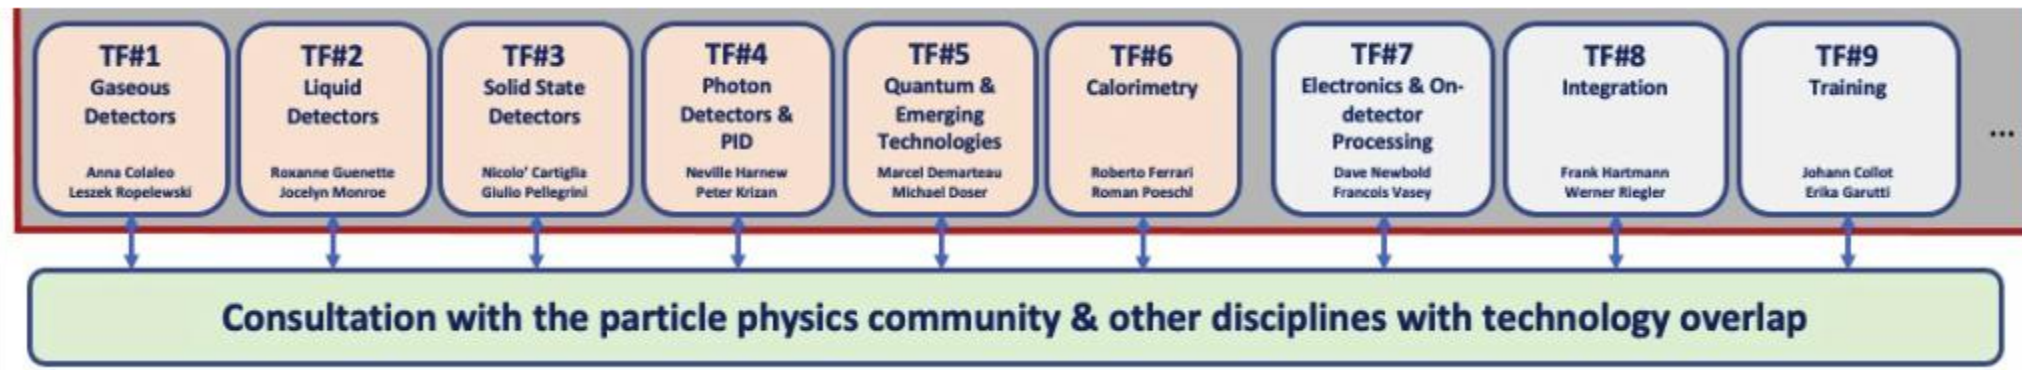 TF#1
Gaseous
Detectors
Anna Colaleo
Leszek Ropelewski
TF#2
Liquid
Detectors
Roxanne Guenette
Jocelyn Monroe
TF#3
Solid State
Detectors
Nicolo' Cartiglia
Giulio Pellegrini
TF#4
Photon
Detectors &
PID
Neville Harnew
Peter Krizan
TF#5
Quantum &
Emerging
Technologies
Marcel Demarteau
Michael Doser
TF#6
Calorimetry
Roberto Ferrari
Roman Poeschl
TF#7
Electronics & On-
detector
Processing
Dave Newbold
Francois Vasey
TF#8
Integration
Frank Hartmann
Werner Riegler
TF#9
Training
Johann Collot
Erika Garutti
...
Consultation with the particle physics community & other disciplines with technology overlap